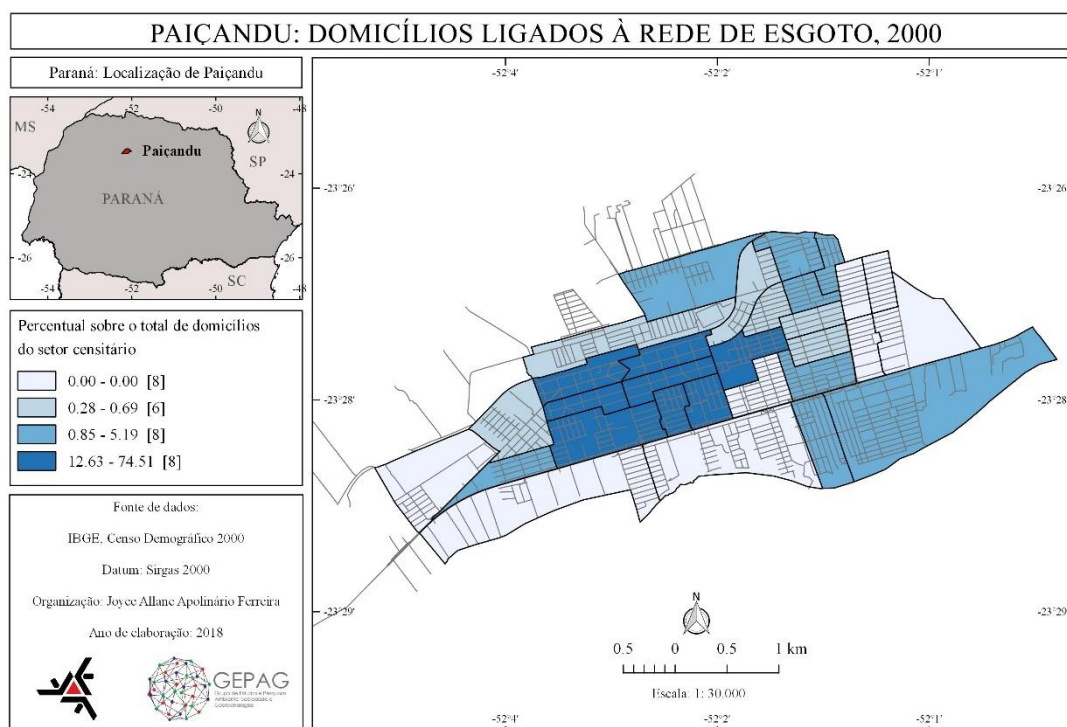 PAIÇANDU: DOMICÍLIOS LIGADOS À REDE DE ESGOTO, 2000
Paraná: Localização de Paiçandu
-54
-52
-50
-48
MS
N
SP
Paiçandu
-24
-24
PARANÁ
-26
-26
SC
-54
-52
-50
-48
Percentual sobre o total de domicílios
do setor censitário
0.00 - 0.00 [8]
0.28 - 0.69 [6]
0.85 - 5.19 [8]
12.63 - 74.51 [8]
Fonte de dados:
IBGE, Censo Demográfico 2000
Datum: Sirgas 2000
Organização: Joyce Allane Apolinário Ferreira
Ano de elaboração: 2018
GEPAG
Grupo de Estudos e Pesquisa
-52°4'
-52°2'
-52°1'
-23°26'
-23°26'
-23°28'
-23°28'
-23°29'
-23°29'
N
0.5 0 0.5 1 km
Escala: 1: 30.000
-52°4'
-52°2'
-52°1'